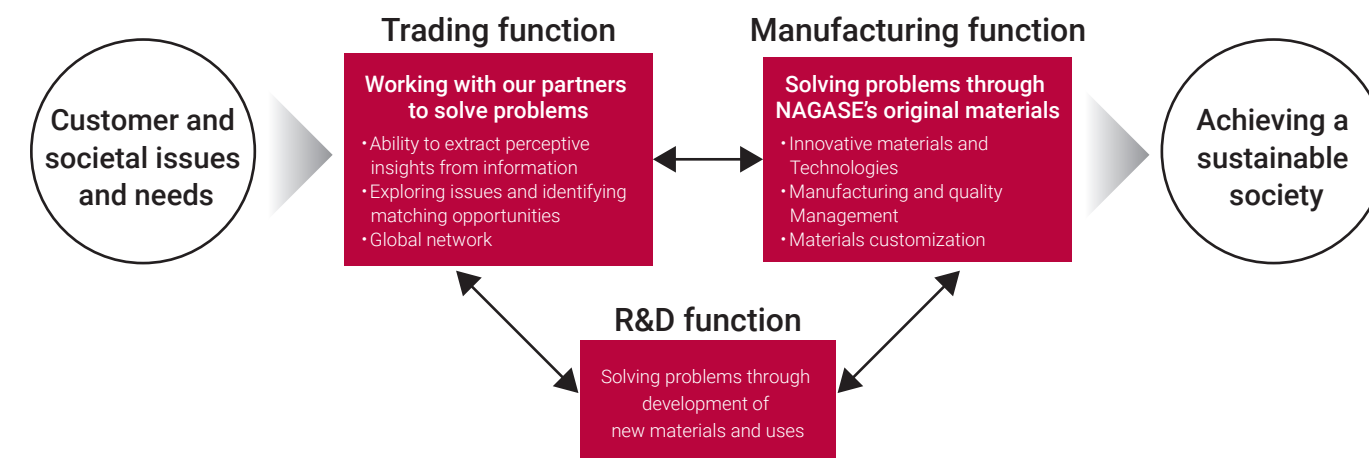 Customer and
societal issues
and needs
Trading function
Working with our partners
to solve problems
・Ability to extract perceptive
insights from information
・Exploring issues and identifying
matching opportunities
・Global network
Manufacturing function
Solving problems through
NAGASE’s original materials
・Innovative materials and
Technologies
・Manufacturing and quality
Management
・Materials customization
R&D function
Solving problems through
development of
new materials and uses
Achieving a
sustainable
society